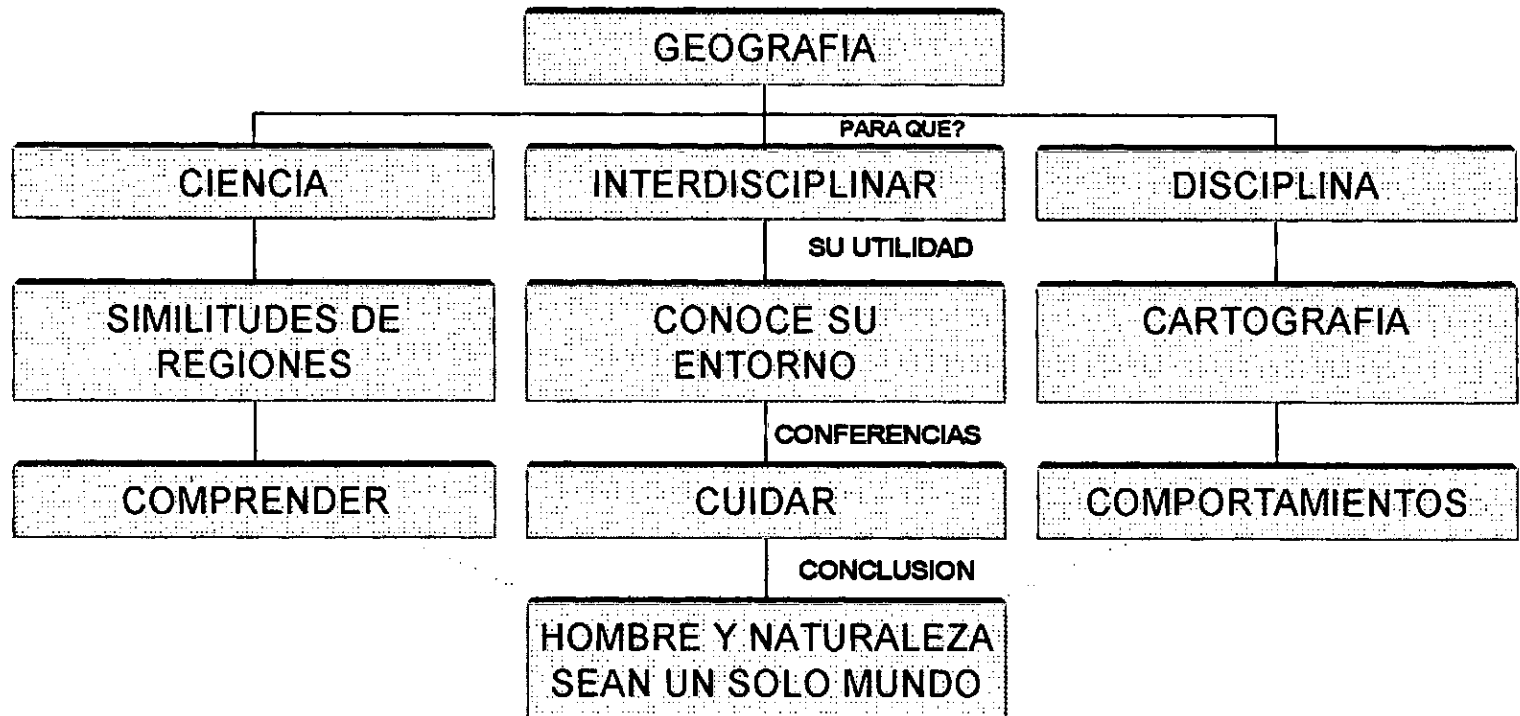 GEOGRAFIA
PARA QUE?
CIENCIA
INTERDISCIPLINAR
DISCIPLINA
SU UTILIDAD
SIMILITUDES DE
REGIONES
CONOCE SU
ENTORNO
CARTOGRAFIA
CONFERENCIAS
COMPRENDER
CUIDAR
COMPORTAMIENTOS
CONCLUSION
HOMBRE Y NATURALEZA
SEAN UN SOLO MUNDO